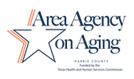 Area Agency
on Aging
HARRIS COUNTY
Funded by the
Texas Health and Human Services Commission